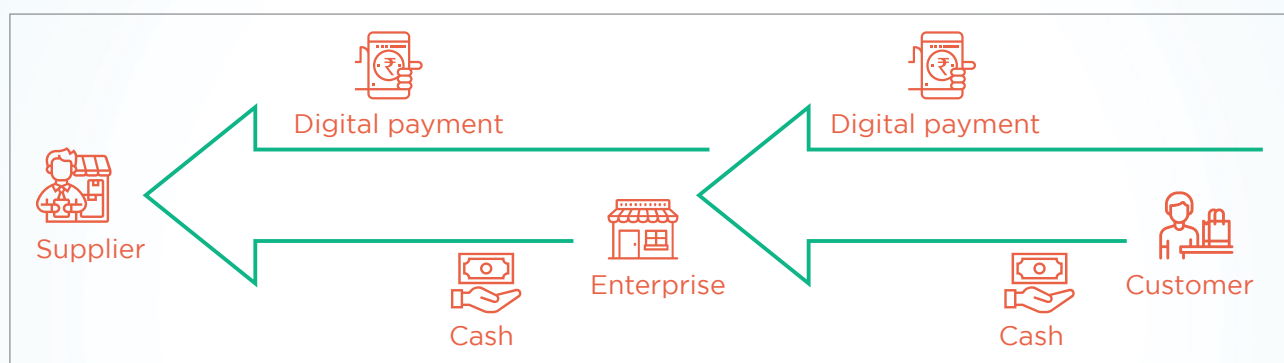 ₹
₹
Digital payment
Digital payment
Supplier
Enterprise
Customer
Cash
Cash